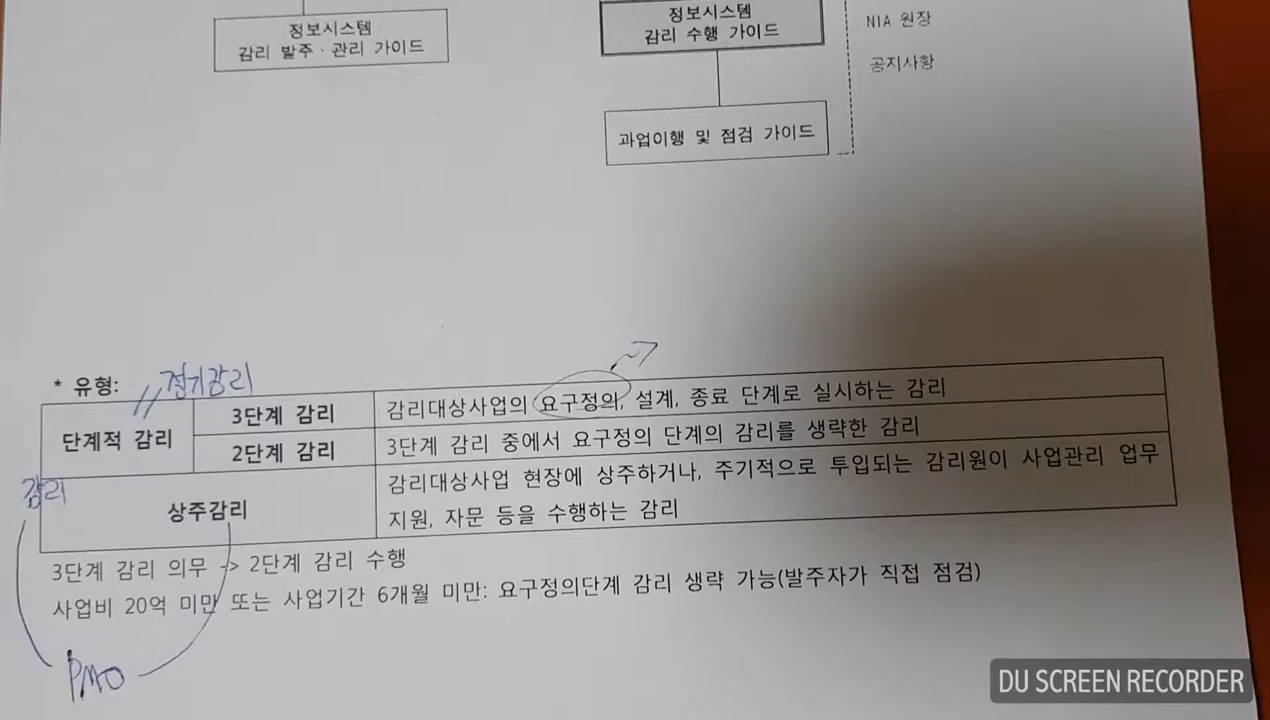 정보시스템
감리 발주·관리 가이드
정보시스템
감리 수행 가이드
NIA 원장
공지사항
과업이행 및 점검 가이드
* 유형:
정기감리
단계적 감리
3단계 감리
감리대상사업의 요구정의, 설계, 종료 단계로 실시하는 감리
2단계 감리
3단계 감리 중에서 요구정의 단계의 감리를 생략한 감리
감리
상주감리
감리대상사업 현장에 상주하거나, 주기적으로 투입되는 감리원이 사업관리 업무
지원, 자문 등을 수행하는 감리
3단계 감리 의무 -> 2단계 감리 수행
사업비 20억 미만 또는 사업기간 6개월 미만: 요구정의단계 감리 생략 가능(발주자가 직접 점검)
PMO
DU SCREEN RECORDER